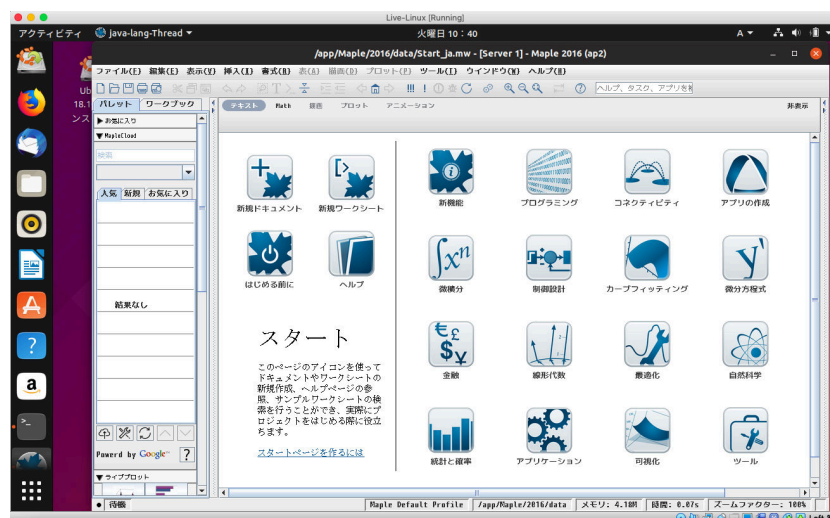 Live-Linux [Running]
アクティビティ
java-lang-Thread
火曜日 10：40
A
/app/Maple/2016/data/Start_ja.mw - [Server 1] - Maple 2016 (ap2)
ファイル(F) 編集(E) 表示(V) 挿入(I) 書式(R) 表(A) 描画(D) プロット(P) ツール(T) ウインドウ(W) ヘルプ(H)
Ub
18.1
ンス
パレット ワークブック
テキスト Math 描画 プロット アニメーション
非表示
お気に入り
MapleCloud
検索
人気 新規 お気に入り
結果なし
Powered by Google™
ライブプロット
新規ドキュメント 新規ワークシート
はじめる前に ヘルプ
スタート
このページのアイコンを使って
ドキュメントやワークシートの
新規作成、ヘルプページの参
照、サンプルワークシートの検
索を行うことができ、実際にプ
ロジェクトをはじめる際に役立
ちます。
スタートページを作るには
新機能 プログラミング コネクティビティ アプリの作成
微積分 制御設計 カーブフィッティング 微分方程式
金融 線形代数 最適化 自然科学
統計と確率 アプリケーション 可視化 ツール
待機
Maple Default Profile /app/Maple/2016/data メモリ: 4.18M 時間: 0.07s ズームファクター: 100%